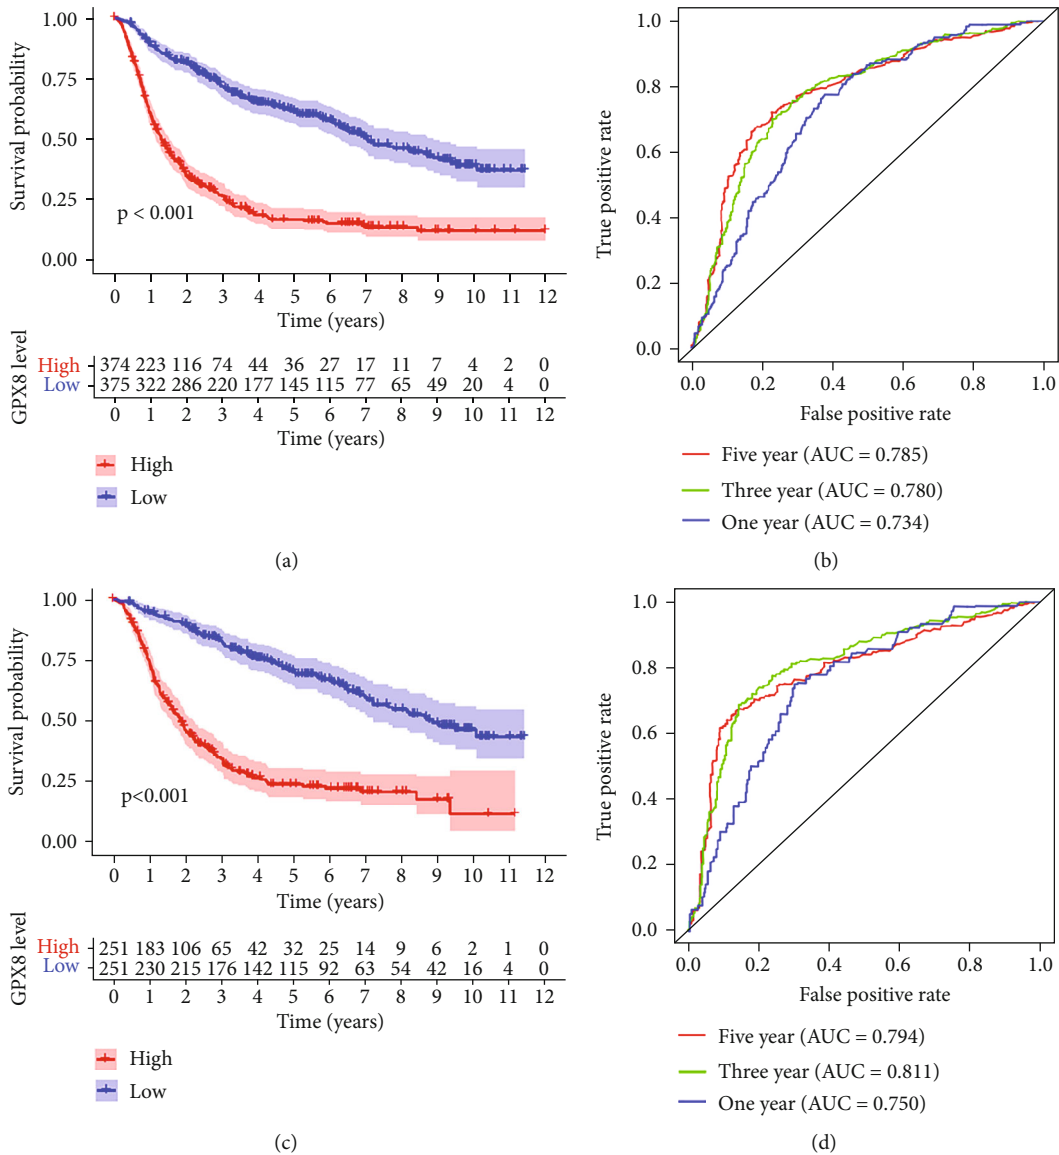 1.00
0.75
0.50
0.25
0.00
Survival probability
p < 0.001
0 1 2 3 4 5 6 7 8 9 10 11 12
Time (years)
GPX8 level
High 374 223 116 74 44 36 27 17 11 7 4 2 0
Low 375 322 286 220 177 145 115 77 65 49 20 4 0
0 1 2 3 4 5 6 7 8 9 10 11 12
Time (years)
High
Low
(a)
1.0
0.8
0.6
0.4
0.2
0.0
True positive rate
0.0 0.2 0.4 0.6 0.8 1.0
False positive rate
Five year (AUC = 0.785)
Three year (AUC = 0.780)
One year (AUC = 0.734)
(b)
1.00
0.75
0.50
0.25
0.00
Survival probability
p<0.001
0 1 2 3 4 5 6 7 8 9 10 11 12
Time (years)
GPX8 level
High 251 183 106 65 42 32 25 14 9 6 2 1 0
Low 251 230 215 176 142 115 92 63 54 42 16 4 0
0 1 2 3 4 5 6 7 8 9 10 11 12
Time (years)
High
Low
(c)
1.0
0.8
0.6
0.4
0.2
0.0
True positive rate
0.0 0.2 0.4 0.6 0.8 1.0
False positive rate
Five year (AUC = 0.794)
Three year (AUC = 0.811)
One year (AUC = 0.750)
(d)